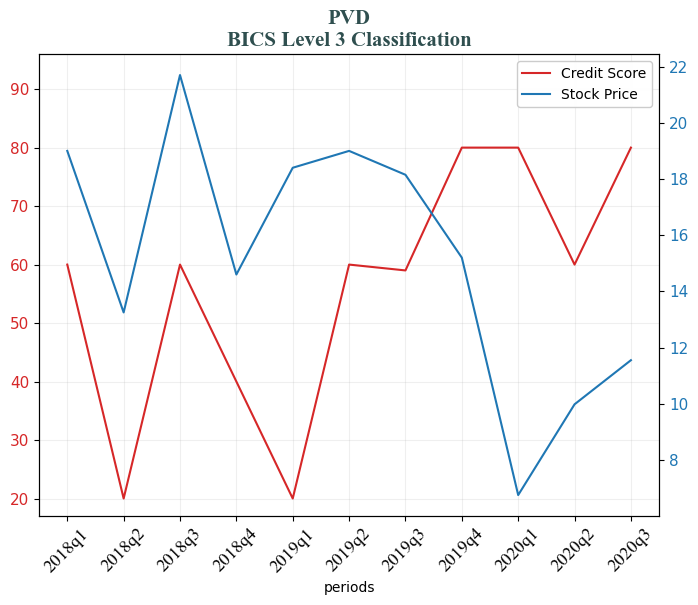 PVD
BICS Level 3 Classification
Credit Score
Stock Price
90
80
70
60
50
40
30
20
22
20
18
16
14
12
10
8
2018q1
2018q2
2018q3
2018q4
2019q1
2019q2
2019q3
2019q4
2020q1
2020q2
2020q3
periods